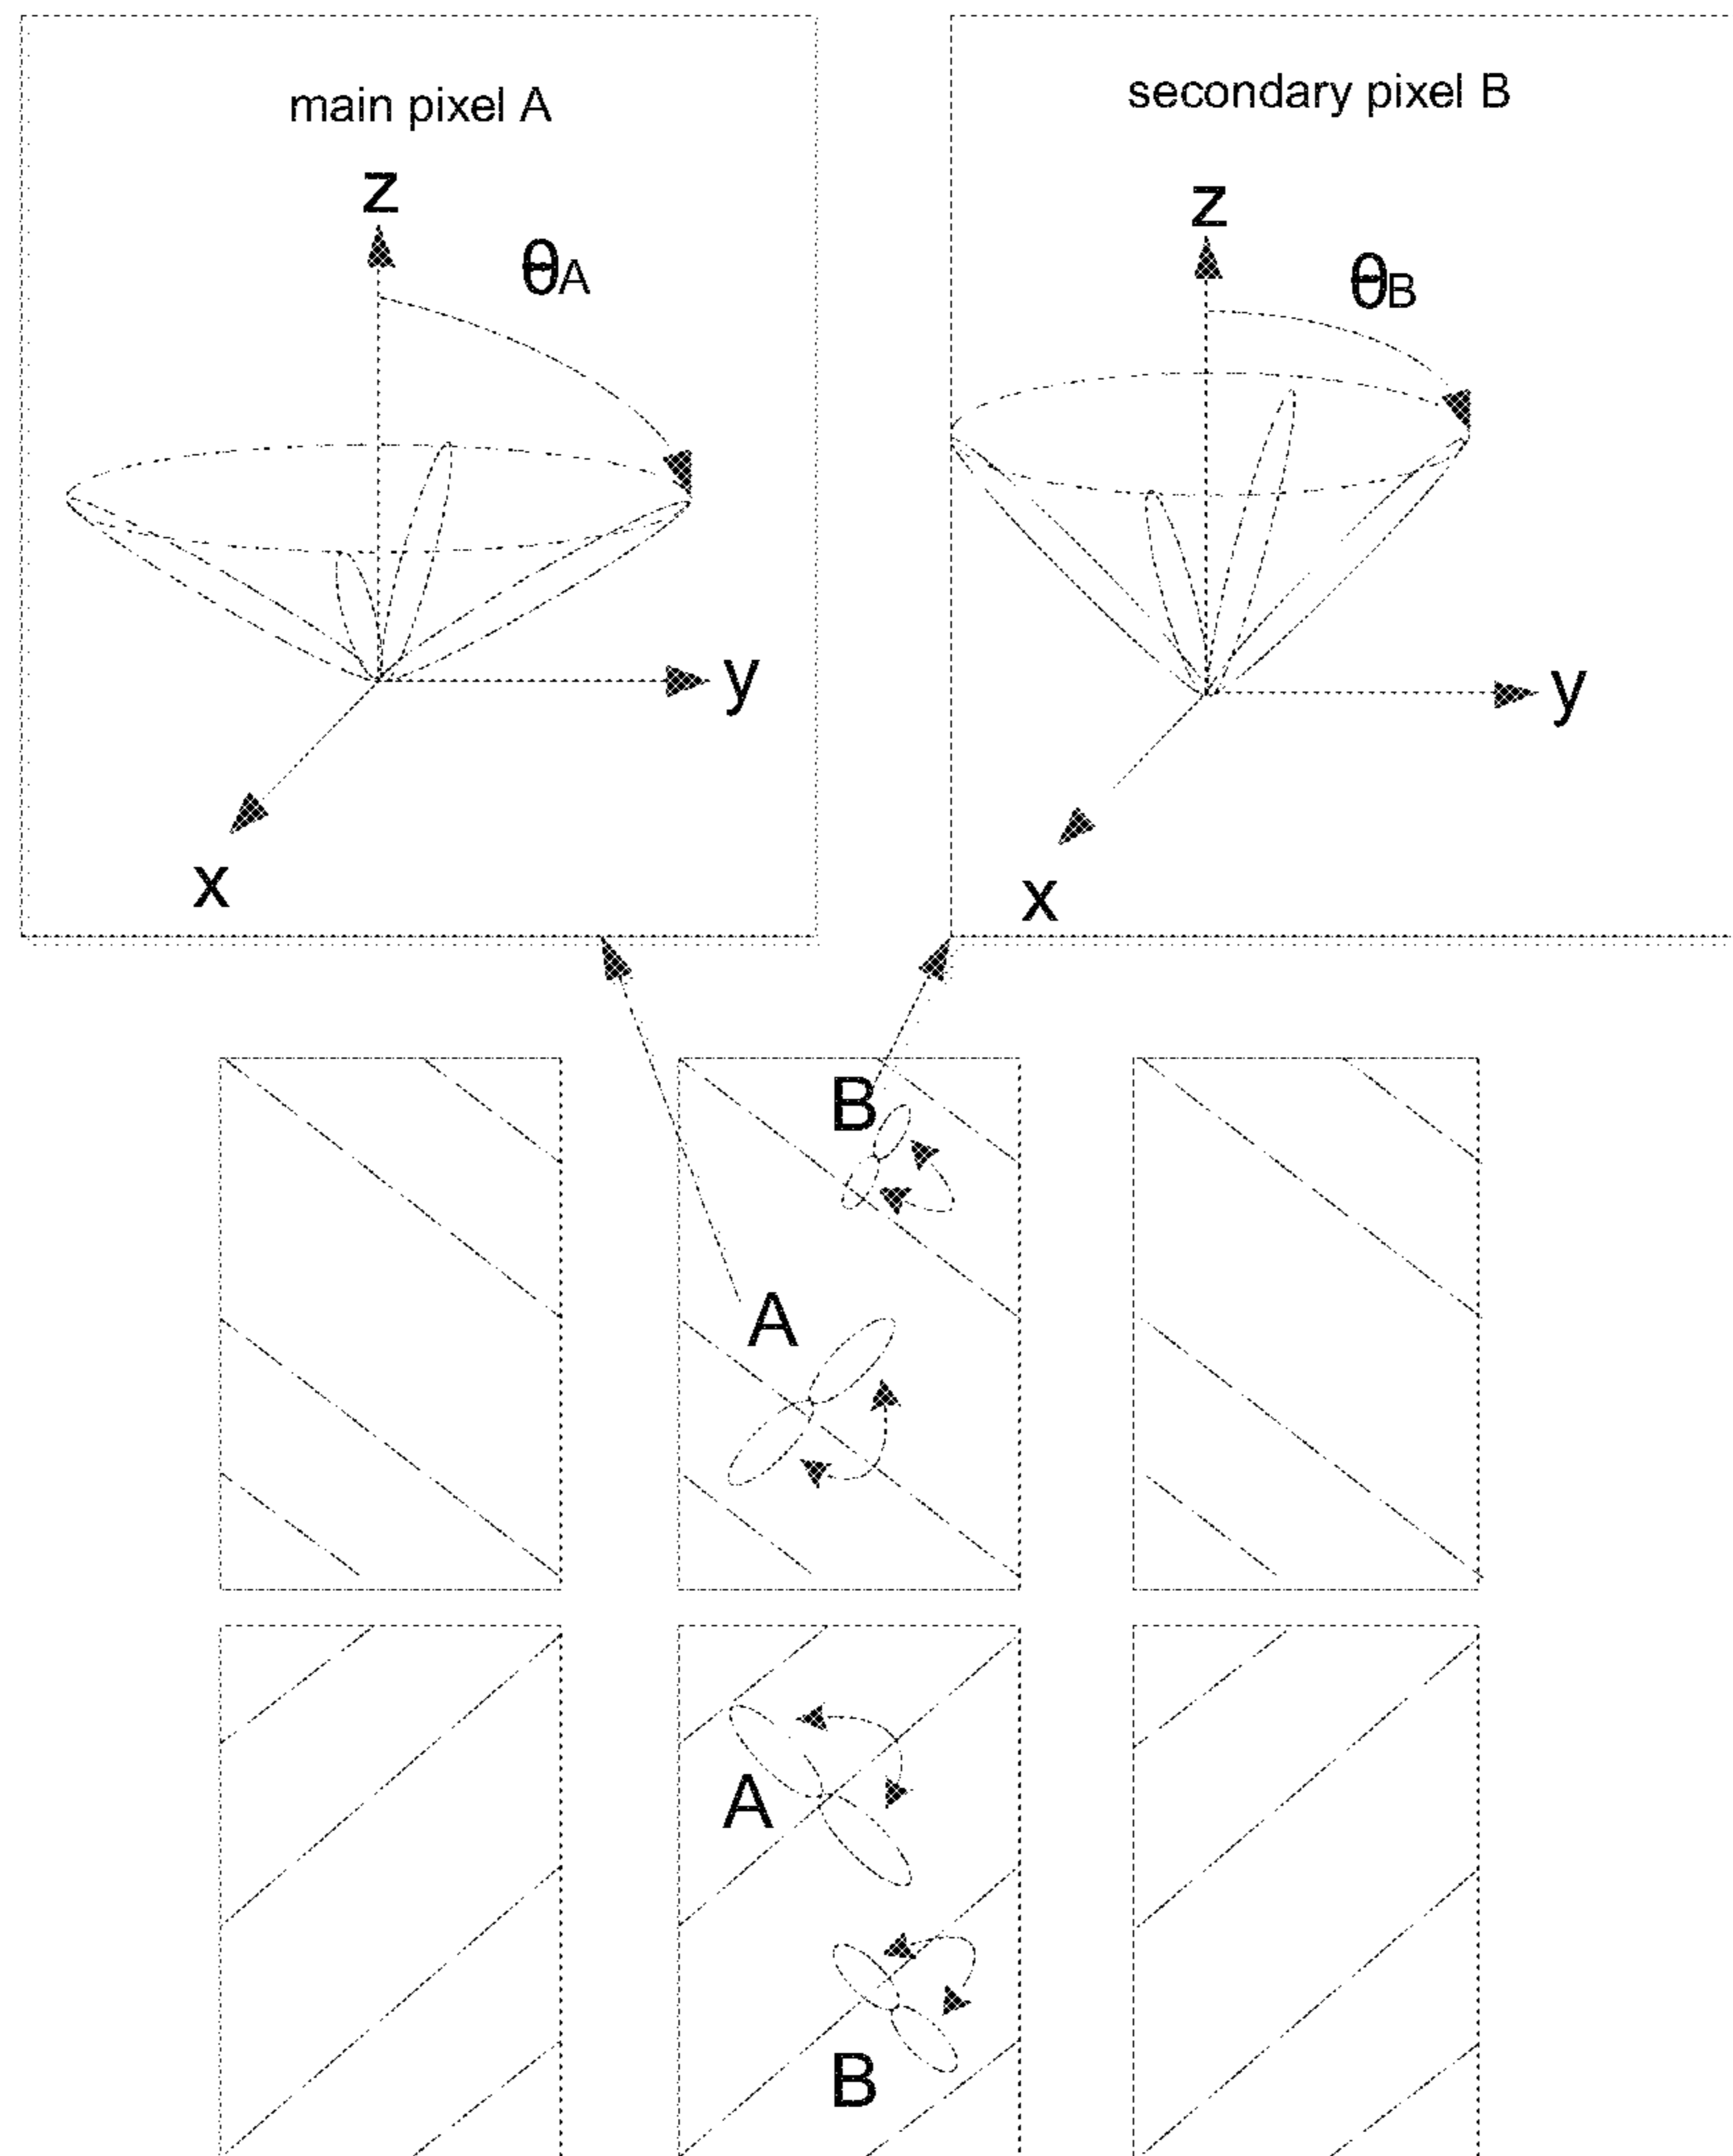 main pixel A
z
θA
y
x
secondary pixel B
z
θB
y
x
B
A
A
B